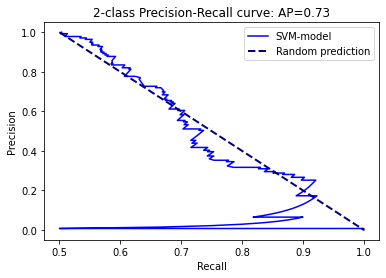 2-class Precision-Recall curve: AP=0.73
SVM-model
Random prediction
Precision
1.0
0.8
0.6
0.4
0.2
0.0
0.5 0.6 0.7 0.8 0.9 1.0
Recall